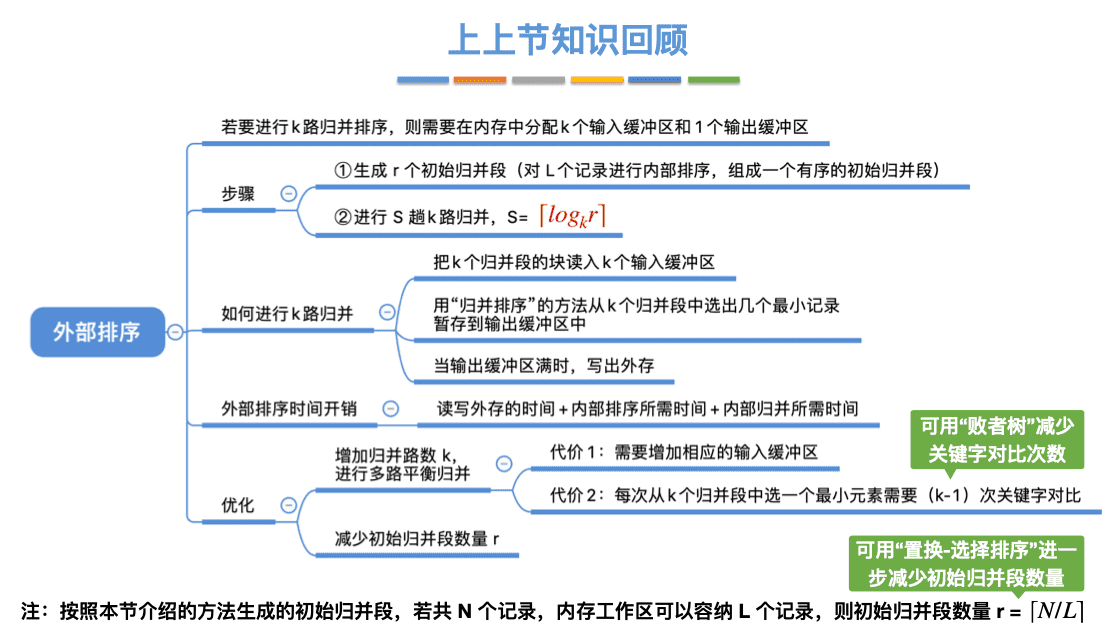 上上节知识回顾
外部排序
若要进行k路归并排序，则需要在内存中分配k个输入缓冲区和1个输出缓冲区
步骤
①生成 r 个初始归并段（对 L个记录进行内部排序，组成一个有序的初始归并段）
②进行 S 趟k路归并，S= ⌈logₖr⌉
如何进行k路归并
把k个归并段的块读入k个输入缓冲区
用“归并排序”的方法从k个归并段中选出几个最小记录
暂存到输出缓冲区中
当输出缓冲区满时，写出外存
外部排序时间开销
读写外存的时间+内部排序所需时间+内部归并所需时间
优化
增加归并路数 k，
进行多路平衡归并
代价1：需要增加相应的输入缓冲区
代价2：每次从k个归并段中选一个最小元素需要（k-1）次关键字对比
可用“败者树”减少
关键字对比次数
减少初始归并段数量 r
可用“置换-选择排序”进一
步减少初始归并段数量
注：按照本节介绍的方法生成的初始归并段，若共 N 个记录，内存工作区可以容纳 L 个记录，则初始归并段数量 r = ⌈N/L⌉